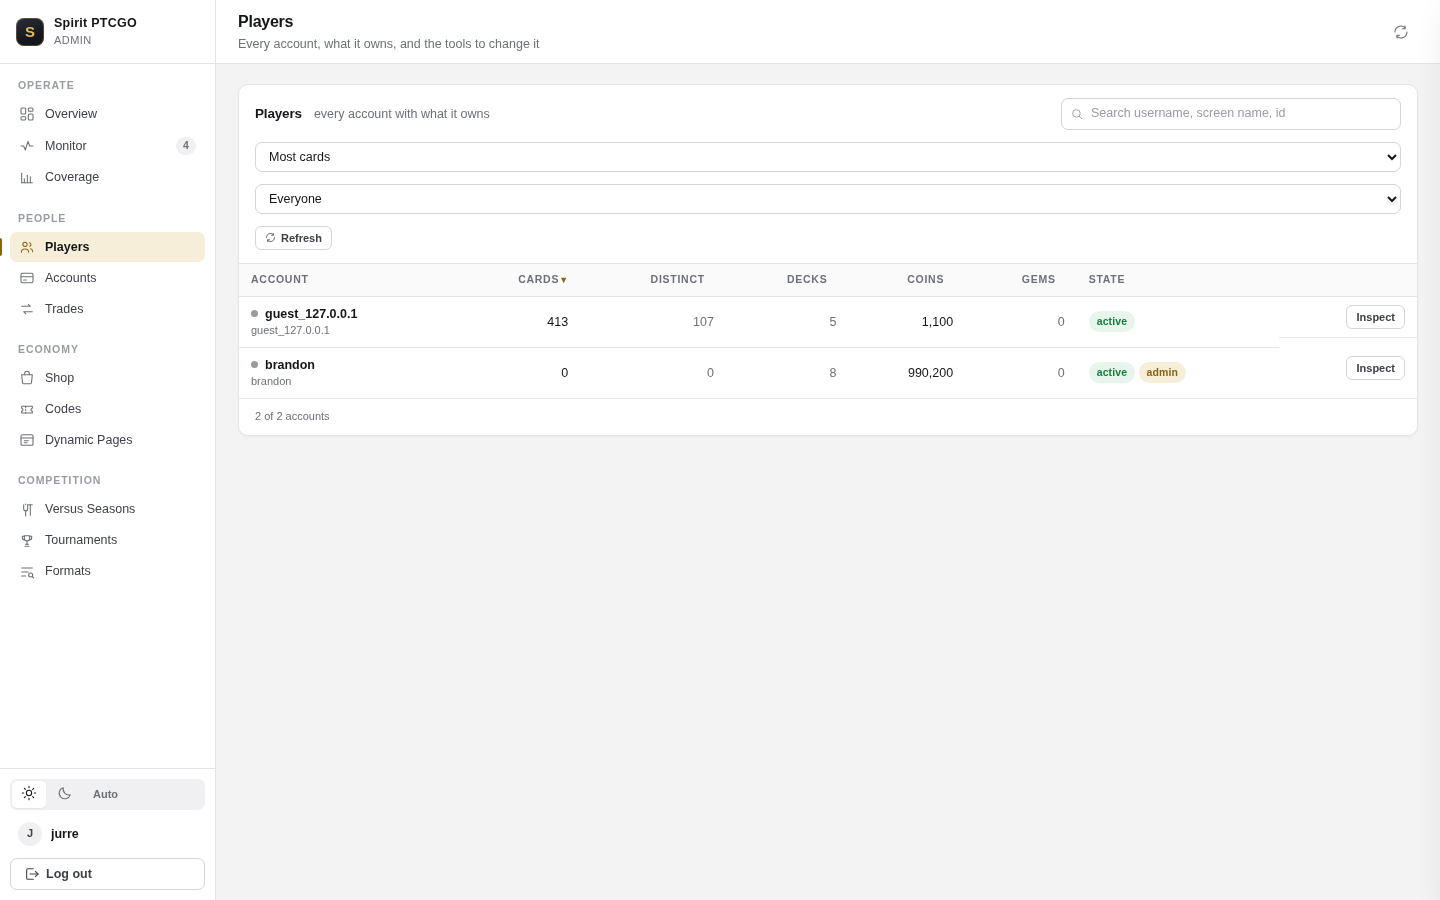 S
Spirit PTCGO
ADMIN
OPERATE
Overview
Monitor 4
Coverage
PEOPLE
Players
Accounts
Trades
ECONOMY
Shop
Codes
Dynamic Pages
COMPETITION
Versus Seasons
Tournaments
Formats
Auto
J jurre
Log out
Players
Every account, what it owns, and the tools to change it
Players every account with what it owns
Search username, screen name, id
Most cards
Everyone
Refresh
ACCOUNT CARDS▼ DISTINCT DECKS COINS GEMS STATE
guest_127.0.0.1 413 107 5 1,100 0 active Inspect
guest_127.0.0.1
brandon 0 0 8 990,200 0 active admin Inspect
brandon
2 of 2 accounts